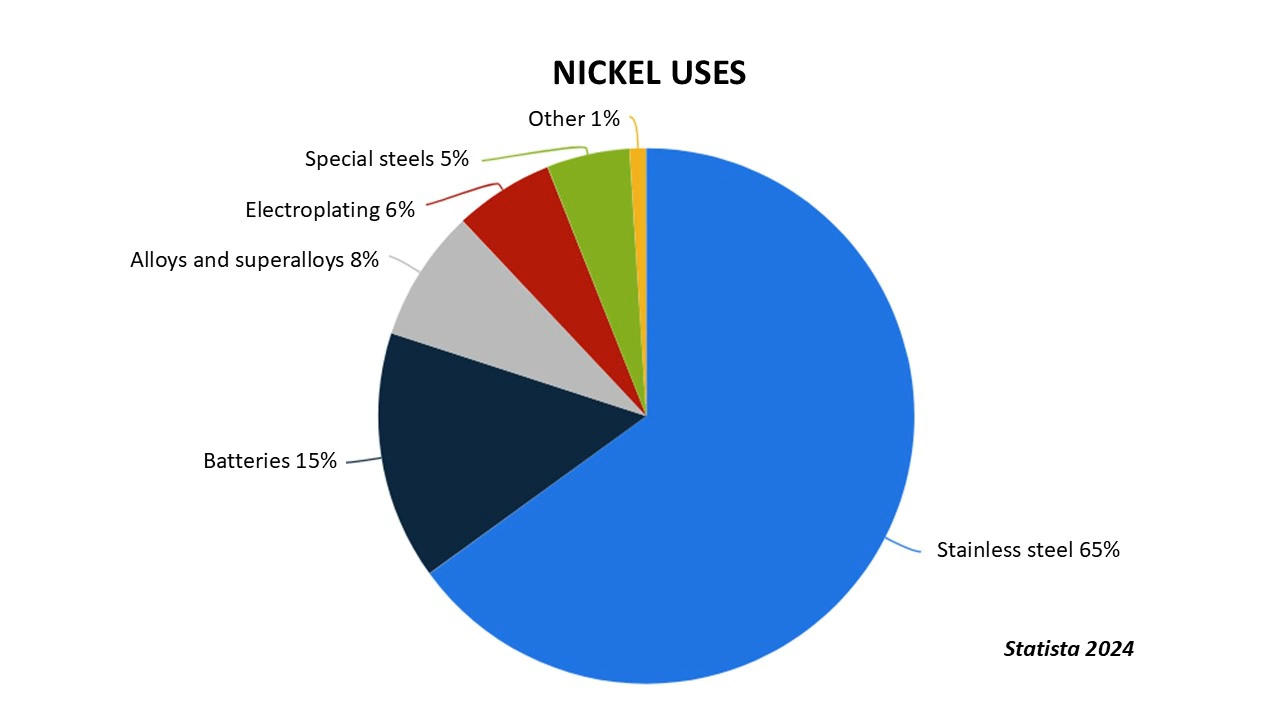 NICKEL USES
Other 1%
Special steels 5%
Electroplating 6%
Alloys and superalloys 8%
Batteries 15%
Stainless steel 65%
Statista 2024